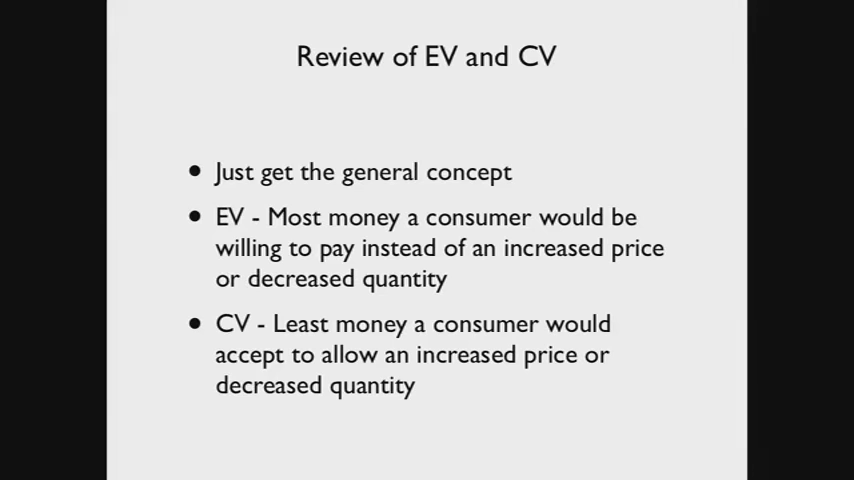 Review of EV and CV
• Just get the general concept
• EV - Most money a consumer would be
willing to pay instead of an increased price
or decreased quantity
• CV - Least money a consumer would
accept to allow an increased price or
decreased quantity